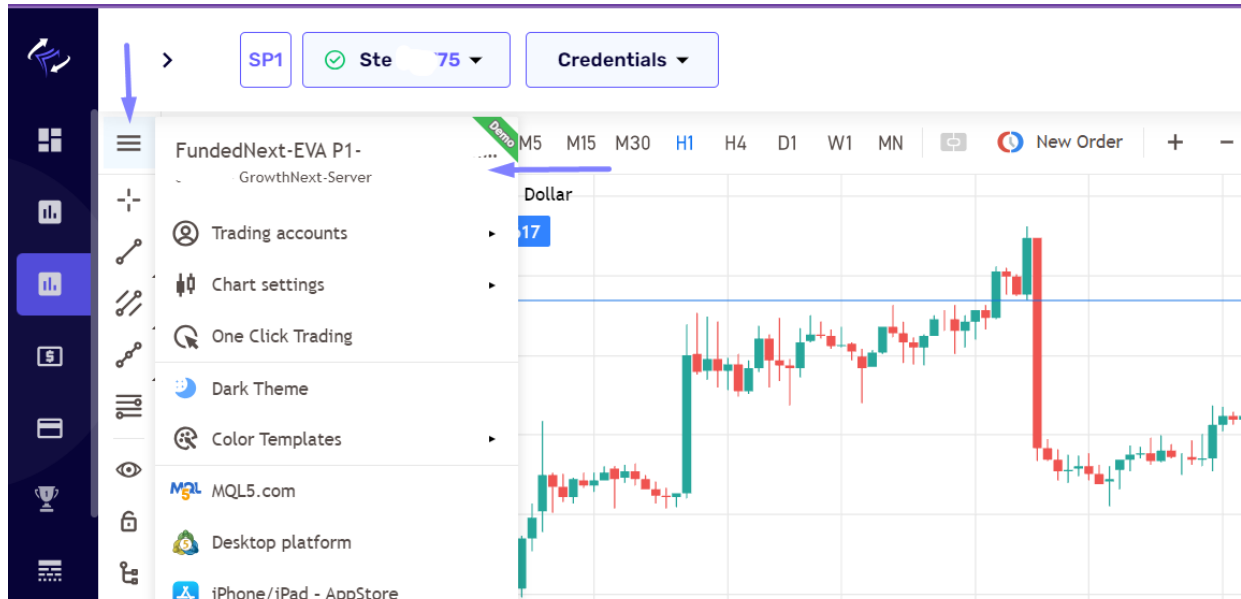 SP1
Ste 75
Credentials
M5 M15 M30 H1 H4 D1 W1 MN New Order
Demo
FundedNext-EVA P1-
...
GrowthNext-Server
Dollar
17
Trading accounts
Chart settings
One Click Trading
Dark Theme
Color Templates
MQL5 MQL5.com
Desktop platform
iPhone/iPad - AppStore